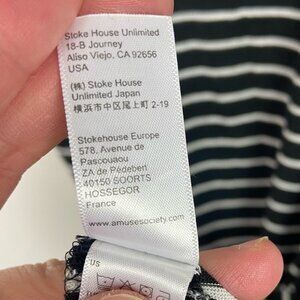 Stoke House Unlimited
18-B Journey
Aliso Viejo, CA 92656
USA
(株) Stoke House
Unlimited Japan
横浜市中区尾上町 2-19
Stokehouse Europe
578, Avenue de
Pascouaou
ZA de Pédebert
40150 SOORTS
HOSSEGOR
France
www.amusesociety.com
US